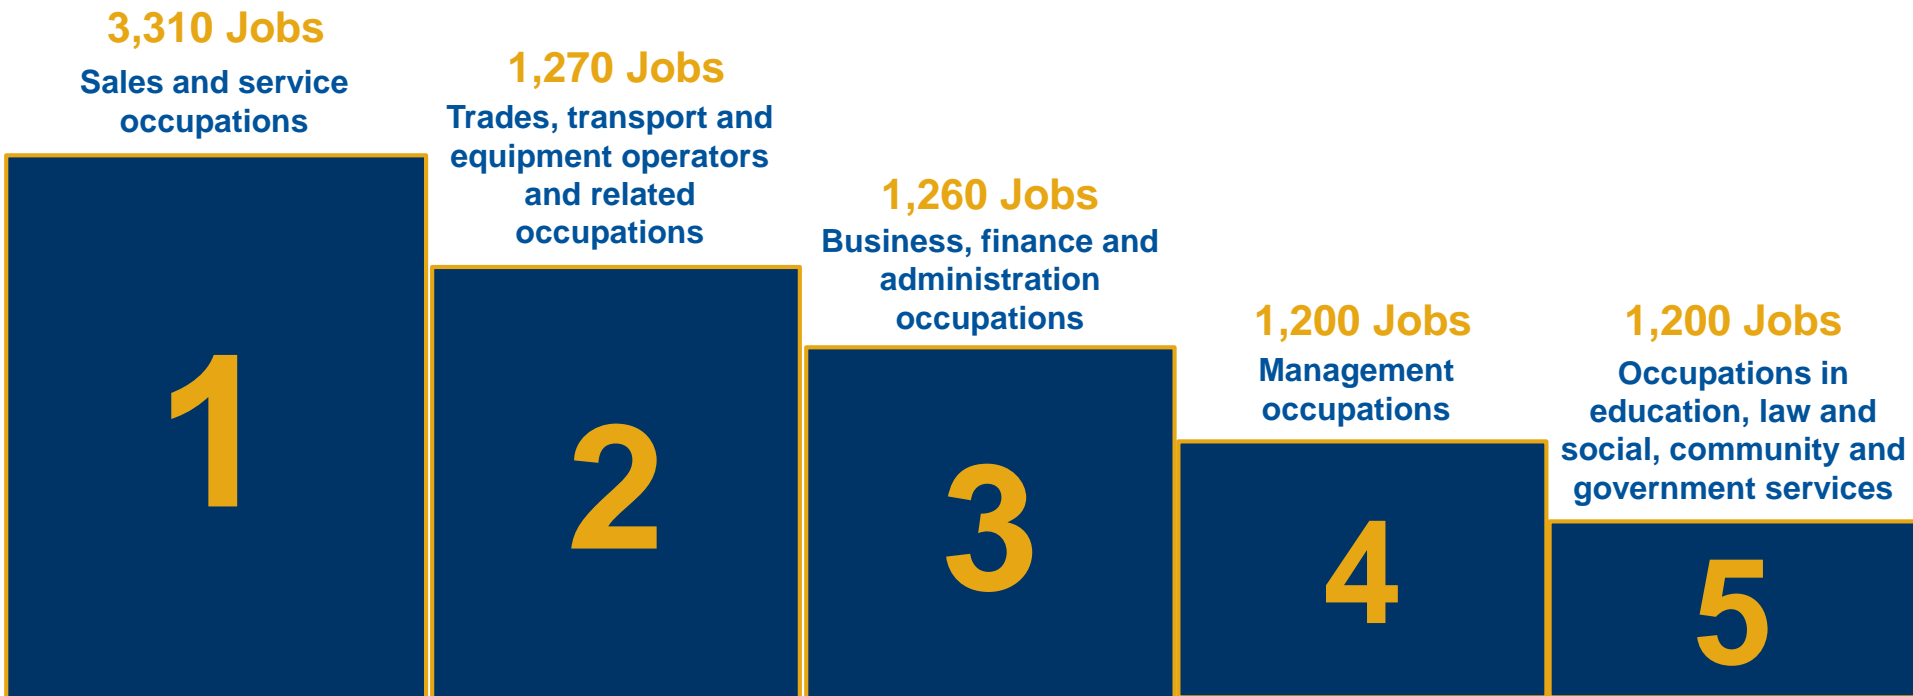 3,310 Jobs
Sales and service
occupations
1
1,270 Jobs
Trades, transport and
equipment operators
and related
occupations
2
1,260 Jobs
Business, finance and
administration
occupations
3
1,200 Jobs
Management
occupations
4
1,200 Jobs
Occupations in
education, law and
social, community and
government services
5